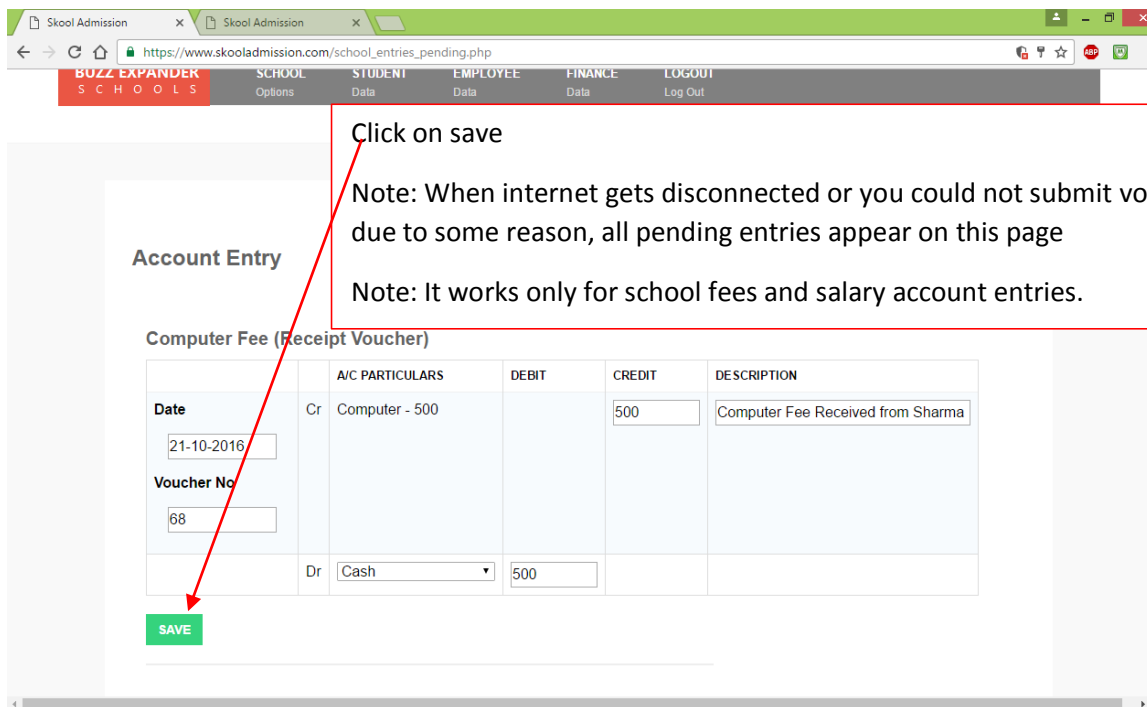 Skool Admission
Skool Admission
https://www.skooladmission.com/school_entries_pending.php
ABP
BUZZ EXPANDER SCHOOL STUDENT EMPLOYEE FINANCE LOGOUT
SCHOOLS Options Data Data Data Log Out
Click on save
Note: When internet gets disconnected or you could not submit vo
due to some reason, all pending entries appear on this page
Note: It works only for school fees and salary account entries.
Account Entry
Computer Fee (Receipt Voucher)
A/C PARTICULARS DEBIT CREDIT DESCRIPTION
Date Cr Computer - 500 500 Computer Fee Received from Sharma
21-10-2016
Voucher No
68
Dr Cash 500
SAVE